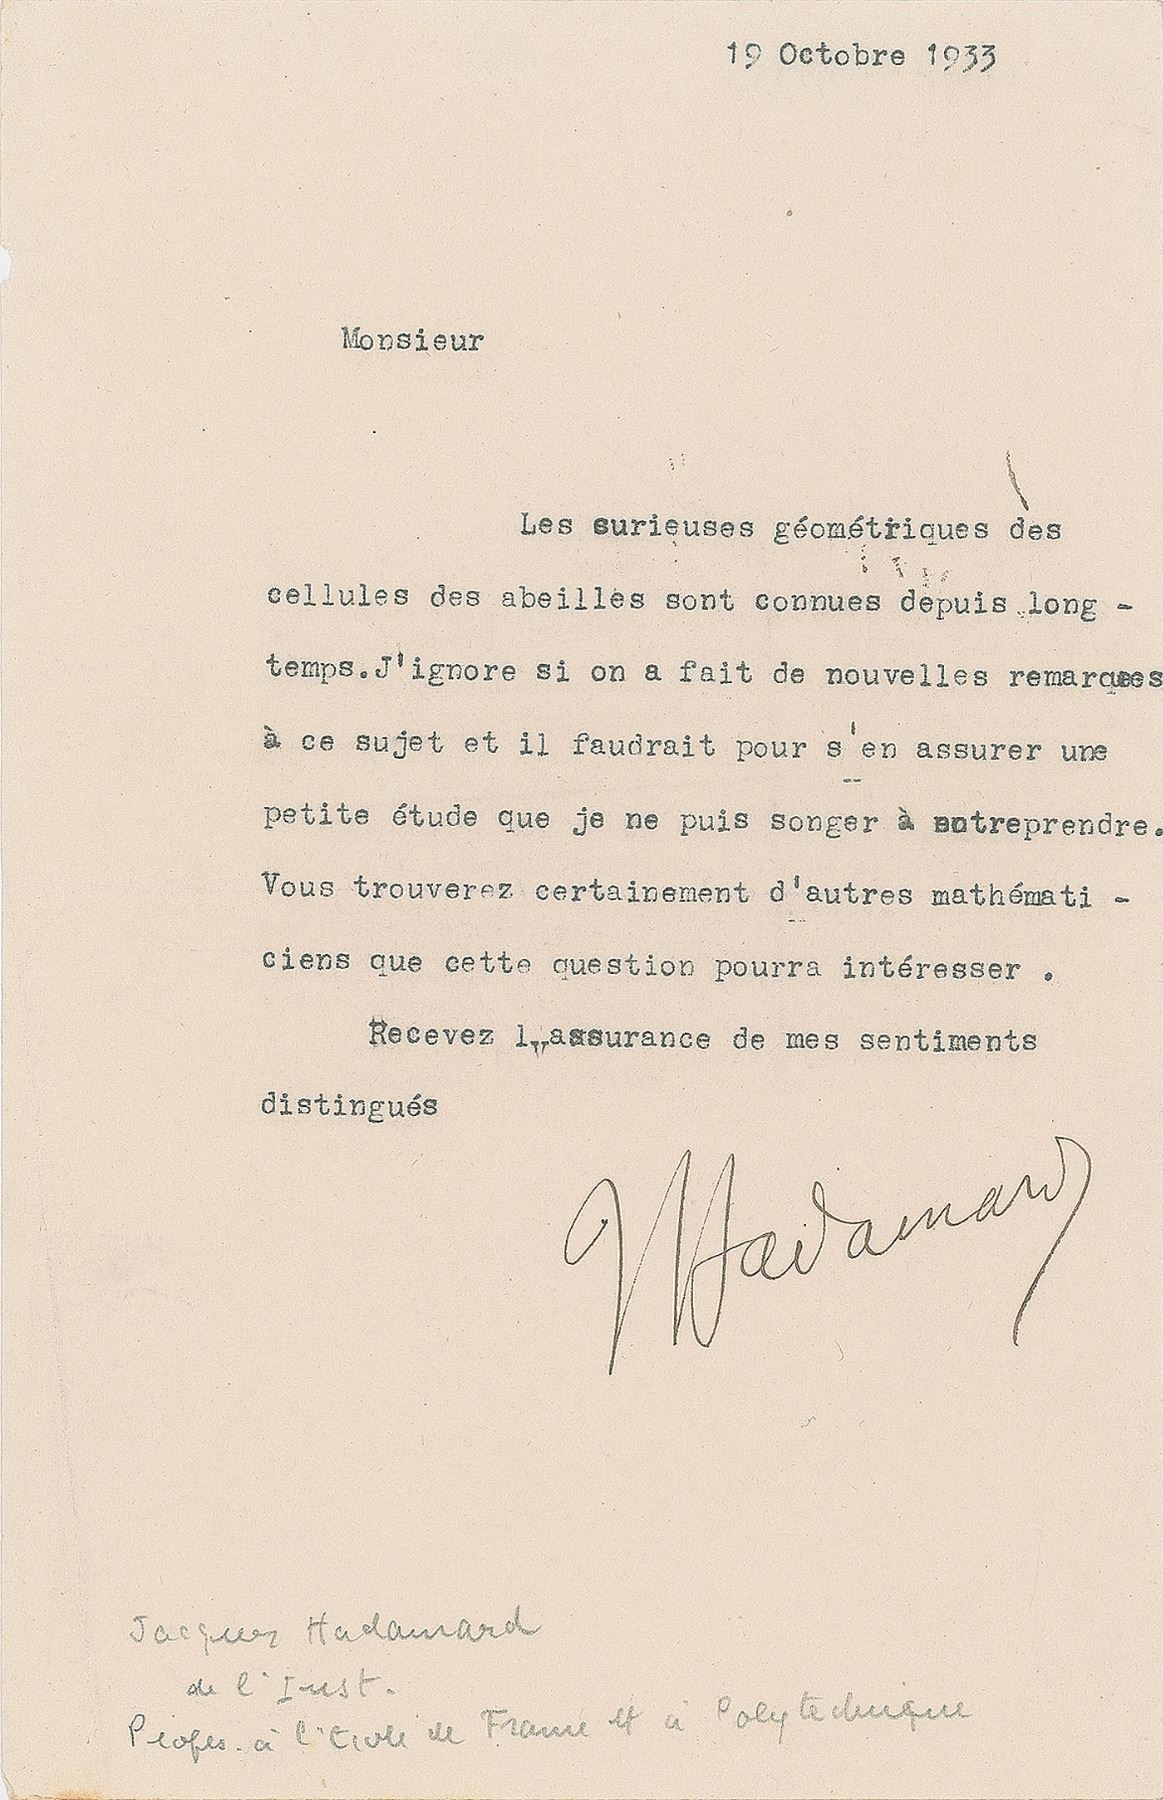 19 Octobre 1933
Monsieur
Les surieuses géométriques des
cellules des abeilles sont connues depuis long -
temps.J'ignore si on a fait de nouvelles remarques
à ce sujet et il faudrait pour s'en assurer une
petite étude que je ne puis songer à entreprendre.
Vous trouverez certainement d'autres mathémati -
ciens que cette question pourra intéresser .
Recevez l"assurance de mes sentiments
distingués
J Hadamard
Jacques Hadamard
de l'Inst.
Profes. à l'Ecole de France et à Polytechnique